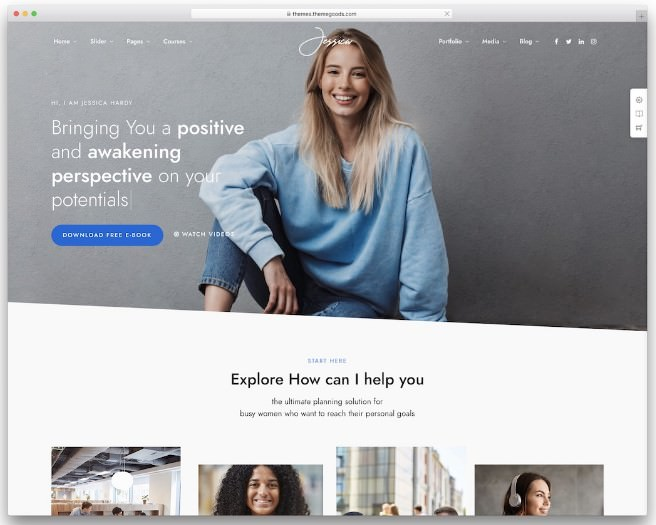 themes.themegoods.com
Home Slider Pages Courses
Jessica
Portfolio Media Blog
HI, I AM JESSICA HARDY
Bringing You a positive
and awakening
perspective on your
potentials
DOWNLOAD FREE E-BOOK
WATCH VIDEOS
START HERE
Explore How can I help you
the ultimate planning solution for
busy women who want to reach their personal goals